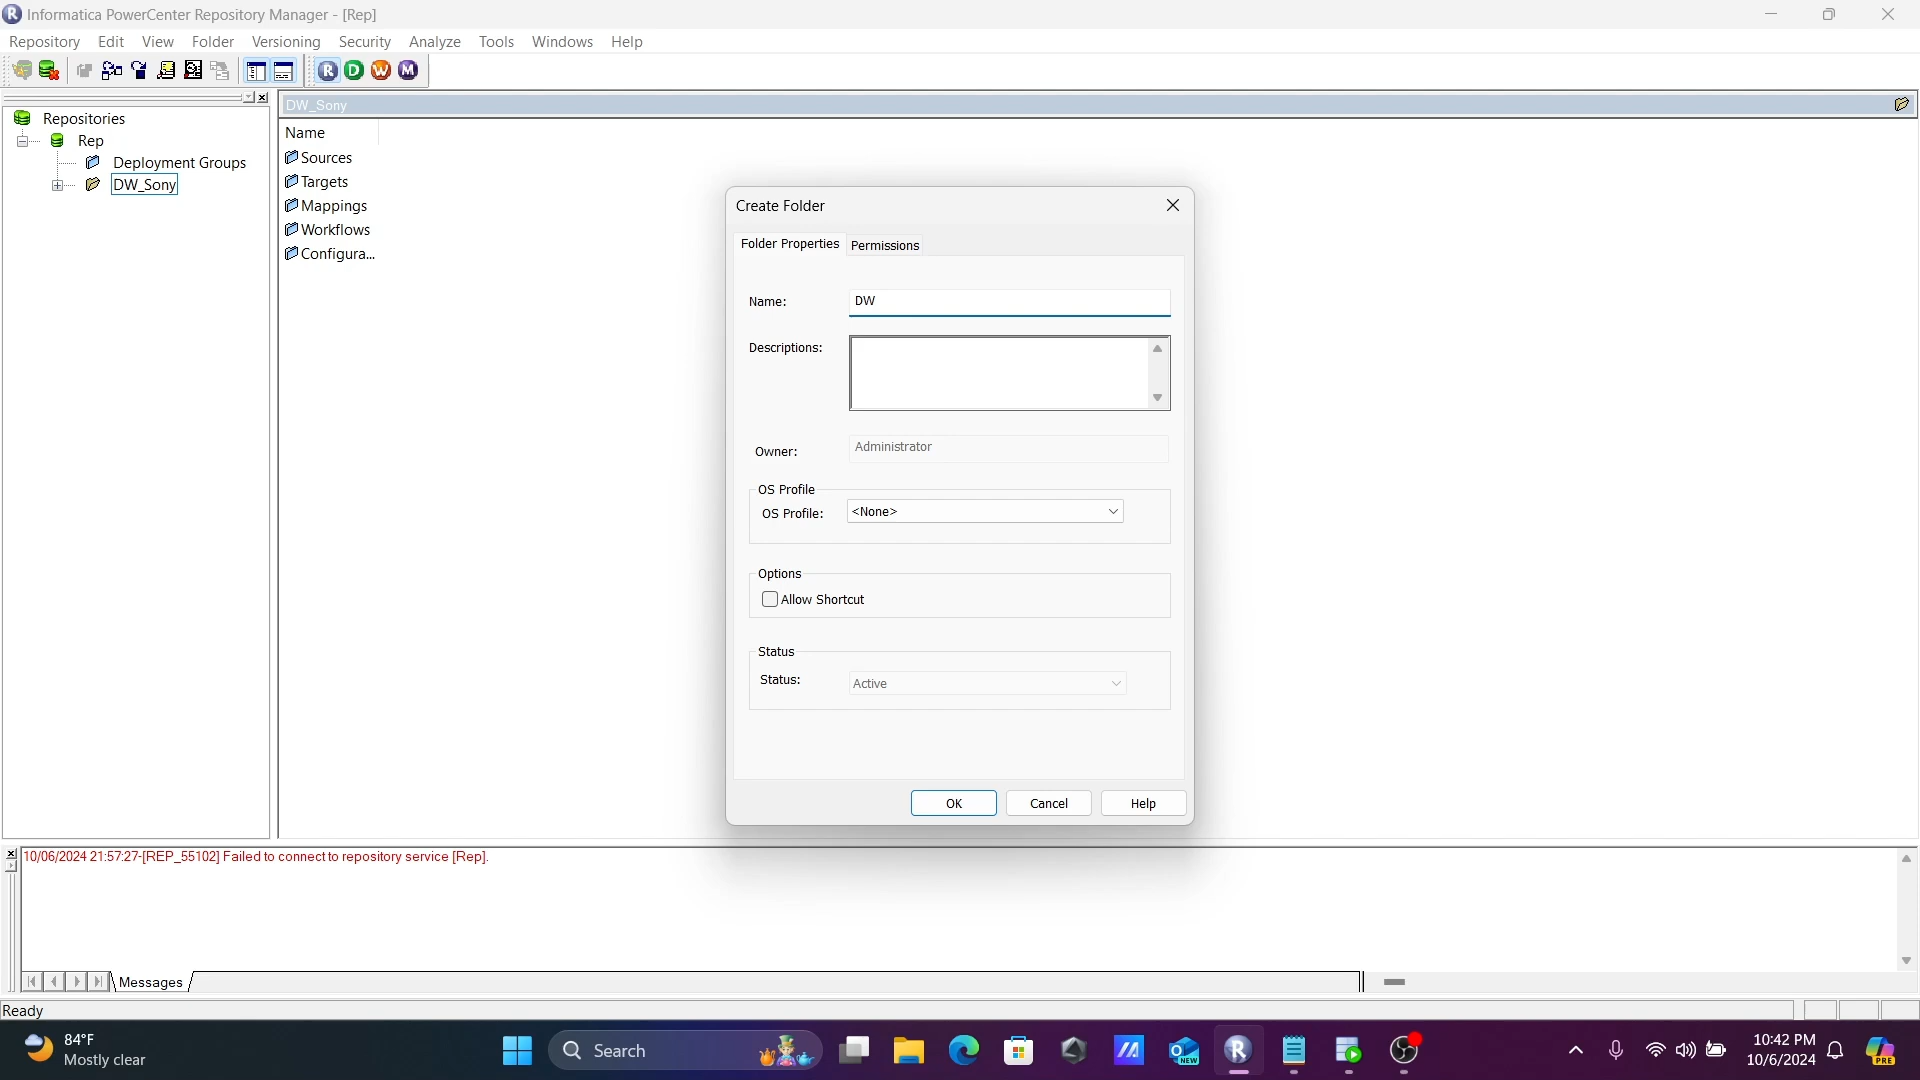 Informatica PowerCenter Repository Manager - [Rep]
Repository Edit View Folder Versioning Security Analyze Tools Windows Help
R D W M
Repositories
Rep
Deployment Groups
DW_Sony
DW_Sony
Name
Sources
Targets
Mappings
Workflows
Configura...
Create Folder
Folder Properties Permissions
Name: DW
Descriptions:
Owner: Administrator
OS Profile
OS Profile: <None>
Options
Allow Shortcut
Status
Status: Active
OK Cancel Help
10/06/2024 21:57:27-[REP_55102] Failed to connect to repository service [Rep].
Messages
Ready
84°F
Mostly clear
Search
NEW
R
10:42 PM
10/6/2024
PRE